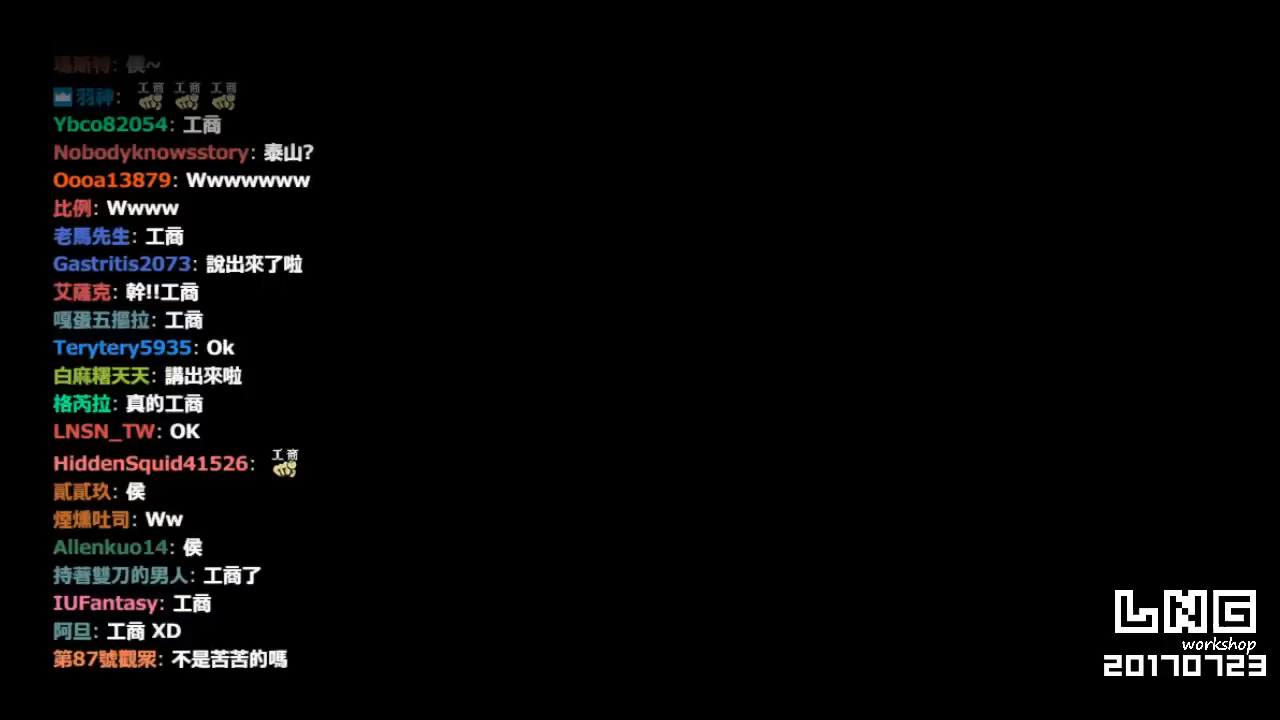 瑪斯特: 侯~
羽神: 工商 工商 工商
Ybco82054: 工商
Nobodyknowsstory: 泰山?
Oooa13879: Wwwwwww
比例: Wwww
老馬先生: 工商
Gastritis2073: 說出來了啦
艾薩克: 幹!!工商
嘎蛋五摳拉: 工商
Terytery5935: Ok
白麻糬天天: 講出來啦
格芮拉: 真的工商
LNSN_TW: OK
HiddenSquid41526: 工商
貳貳玖: 侯
煙燻吐司: Ww
Allenkuo14: 侯
持著雙刀的男人: 工商了
IUFantasy: 工商
阿旦: 工商 XD
第87號觀眾: 不是苦苦的嗎
LNG
workshop
20170723